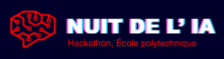 NUIT DE L' IA
Hackathon, École polytechnique